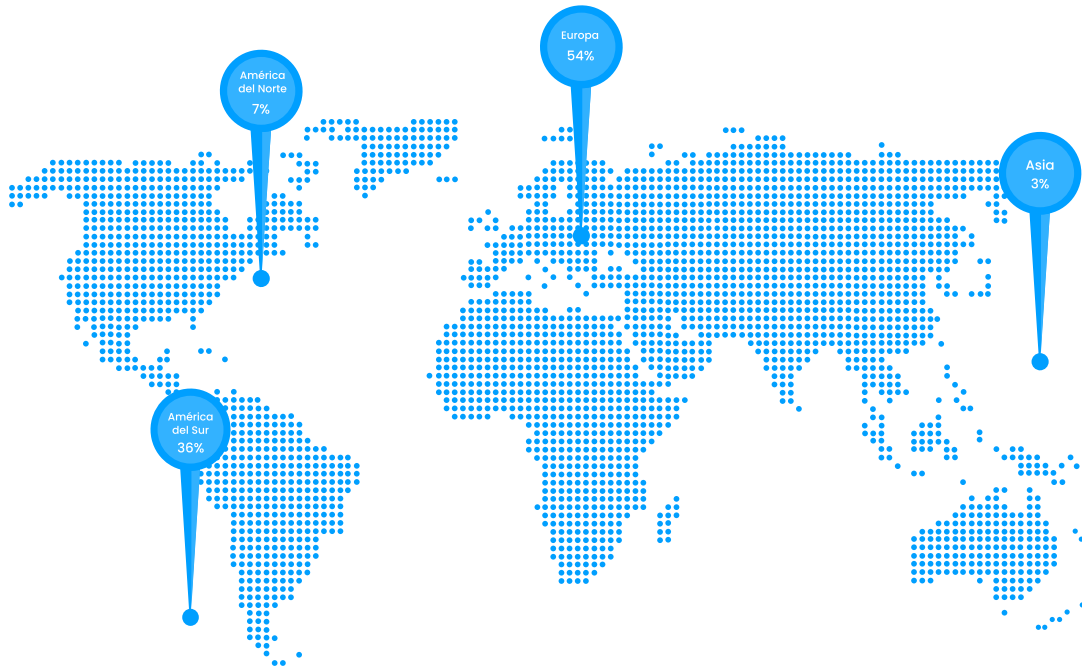 Europa
54%
América
del Norte
7%
Asia
3%
América
del Sur
36%